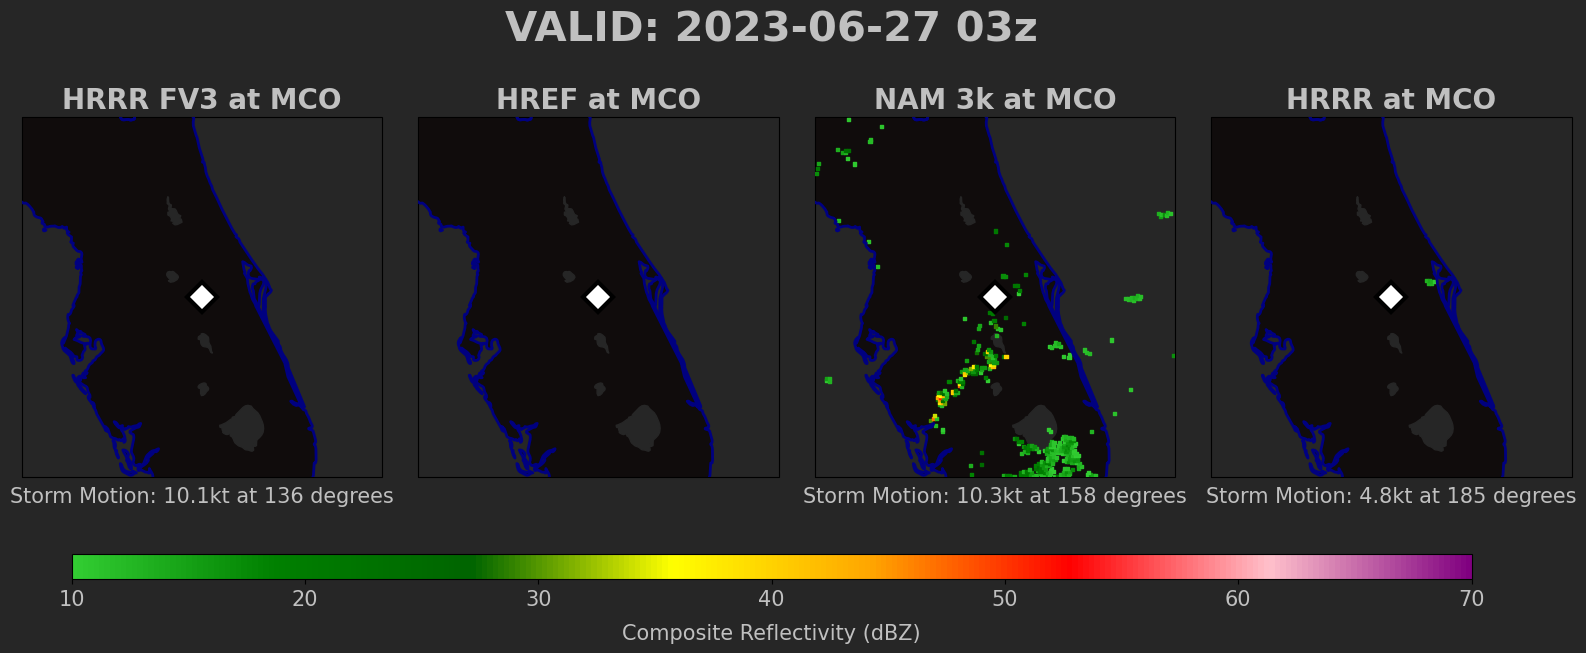 VALID: 2023-06-27 03z
HRRR FV3 at MCO
HREF at MCO
NAM 3k at MCO
HRRR at MCO
Storm Motion: 10.1kt at 136 degrees
Storm Motion: 10.3kt at 158 degrees
Storm Motion: 4.8kt at 185 degrees
10 20 30 40 50 60 70
Composite Reflectivity (dBZ)